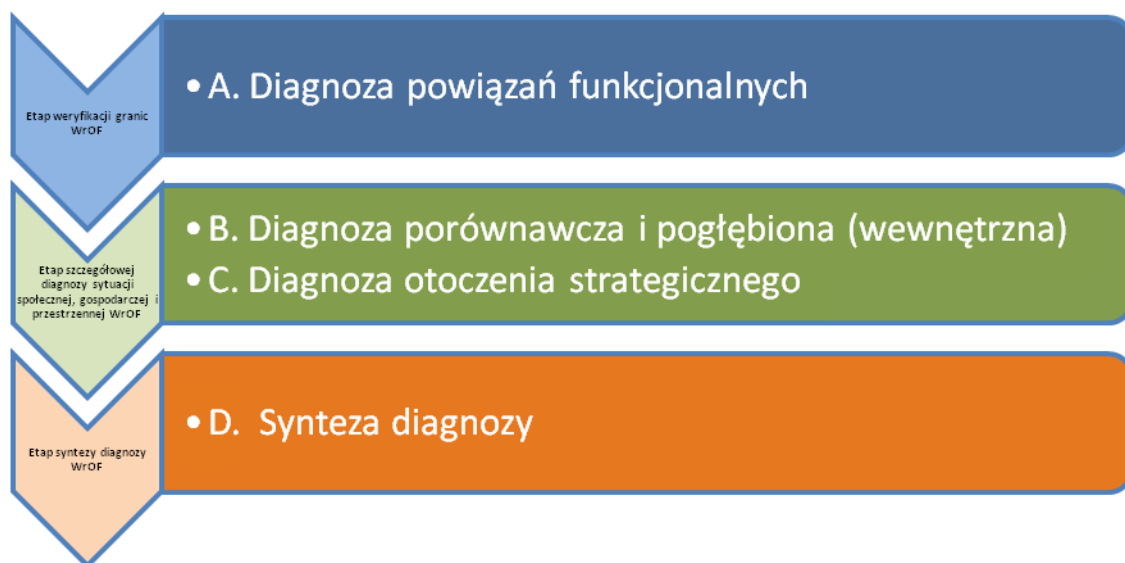 Etap weryfikacji granic
WrOF
• A. Diagnoza powiązań funkcjonalnych
Etap szczegółowej
diagnozy sytuacji
społecznej, gospodarczej i
przestrzennej WrOF
• B. Diagnoza porównawcza i pogłębiona (wewnętrzna)
• C. Diagnoza otoczenia strategicznego
Etap syntezy diagnozy
WrOF
• D. Synteza diagnozy